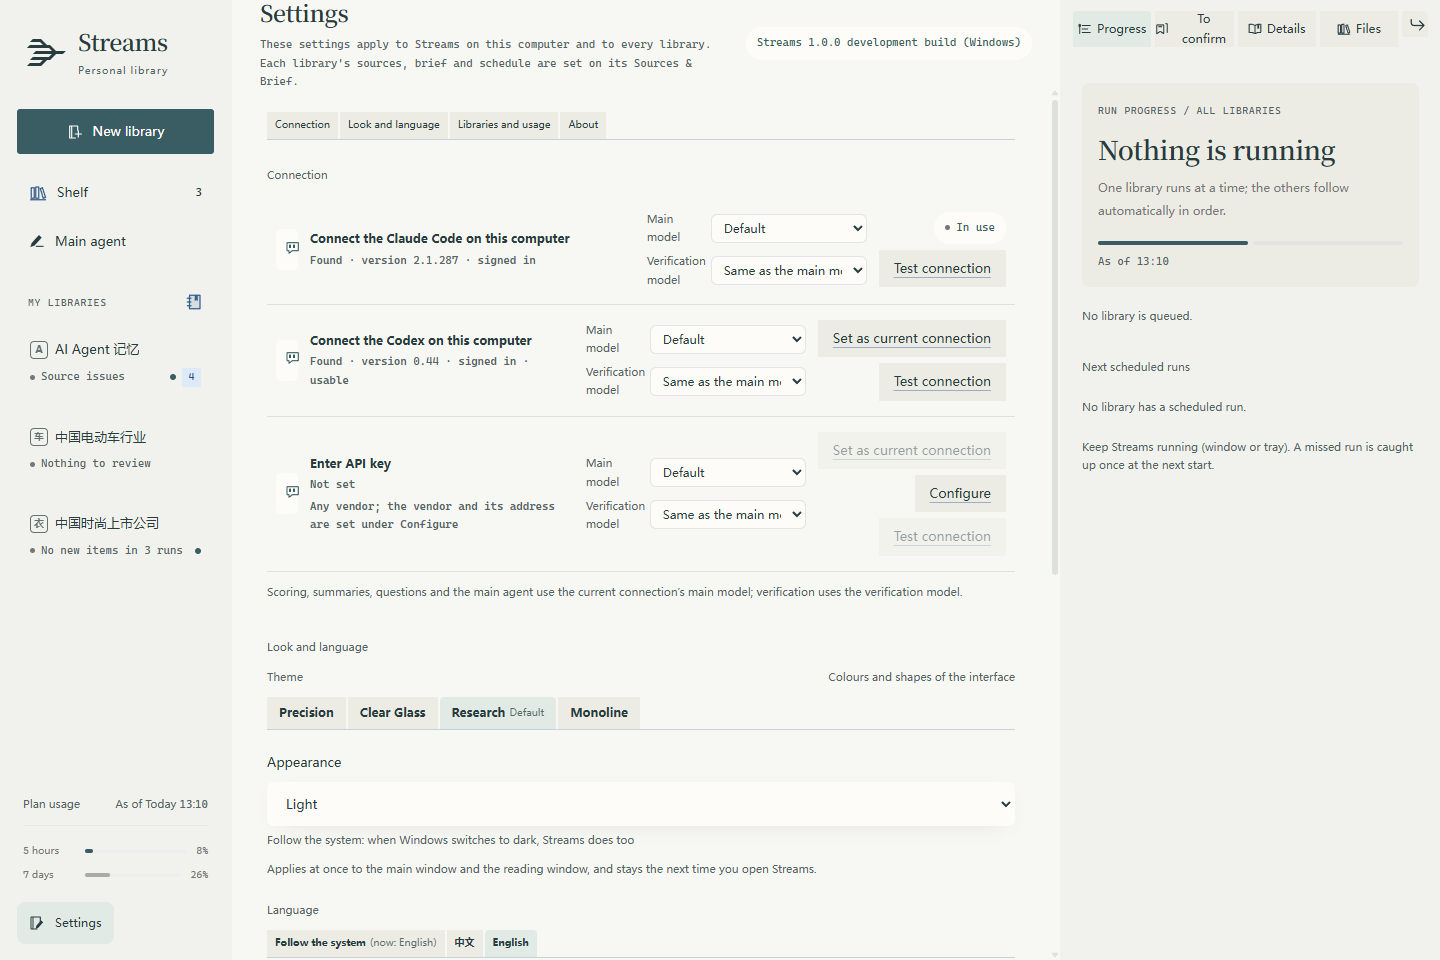 Streams
Personal library
New library
Shelf 3
Main agent
MY LIBRARIES
A AI Agent 记忆
Source issues 4
车 中国电动车行业
Nothing to review
衣 中国时尚上市公司
No new items in 3 runs
Plan usage As of Today 13:10
5 hours 8%
7 days 26%
Settings
Settings
These settings apply to Streams on this computer and to every library.
Each library's sources, brief and schedule are set on its Sources &
Brief.
Streams 1.0.0 development build (Windows)
Connection Look and language Libraries and usage About
Connection
Connect the Claude Code on this computer
Found · version 2.1.287 · signed in
Main
model
Default
In use
Verification
model
Same as the main m
Test connection
Connect the Codex on this computer
Found · version 0.44 · signed in ·
usable
Main
model
Default
Set as current connection
Verification
model
Same as the main m
Test connection
Enter API key
Not set
Any vendor; the vendor and its address
are set under Configure
Main
model
Default
Verification
model
Same as the main m
Set as current connection
Configure
Test connection
Scoring, summaries, questions and the main agent use the current connection's main model; verification uses the verification model.
Look and language
Theme Colours and shapes of the interface
Precision Clear Glass Research Default Monoline
Appearance
Light
Follow the system: when Windows switches to dark, Streams does too
Applies at once to the main window and the reading window, and stays the next time you open Streams.
Language
Follow the system (now: English) 中文 English
Progress
To
confirm
Details
Files
RUN PROGRESS / ALL LIBRARIES
Nothing is running
One library runs at a time; the others follow
automatically in order.
As of 13:10
No library is queued.
Next scheduled runs
No library has a scheduled run.
Keep Streams running (window or tray). A missed run is caught
up once at the next start.